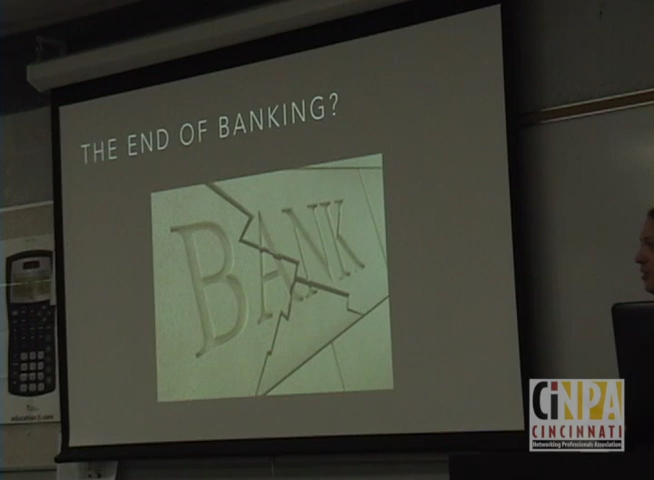 THE END OF BANKING?
BANK
CiNPA
CINCINNATI
Networking Professionals Association